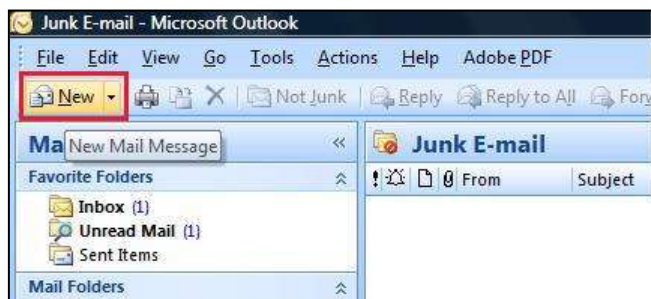 Junk E-mail - Microsoft Outlook
File Edit View Go Tools Actions Help Adobe PDF
New Not Junk Reply Reply to All
Ma
New Mail Message
Junk E-mail
Favorite Folders
From Subject
Inbox (1)
Unread Mail (1)
Sent Items
Mail Folders